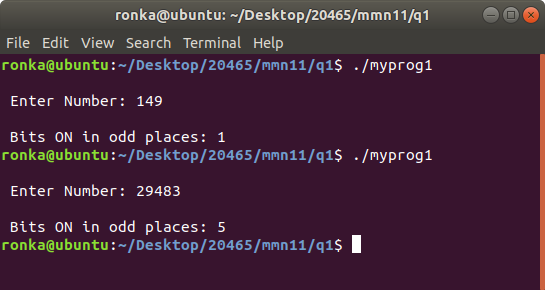 ronka@ubuntu: ~/Desktop/20465/mmn11/q1
File Edit View Search Terminal Help
ronka@ubuntu:~/Desktop/20465/mmn11/q1$ ./myprog1
Enter Number: 149
Bits ON in odd places: 1
ronka@ubuntu:~/Desktop/20465/mmn11/q1$ ./myprog1
Enter Number: 29483
Bits ON in odd places: 5
ronka@ubuntu:~/Desktop/20465/mmn11/q1$